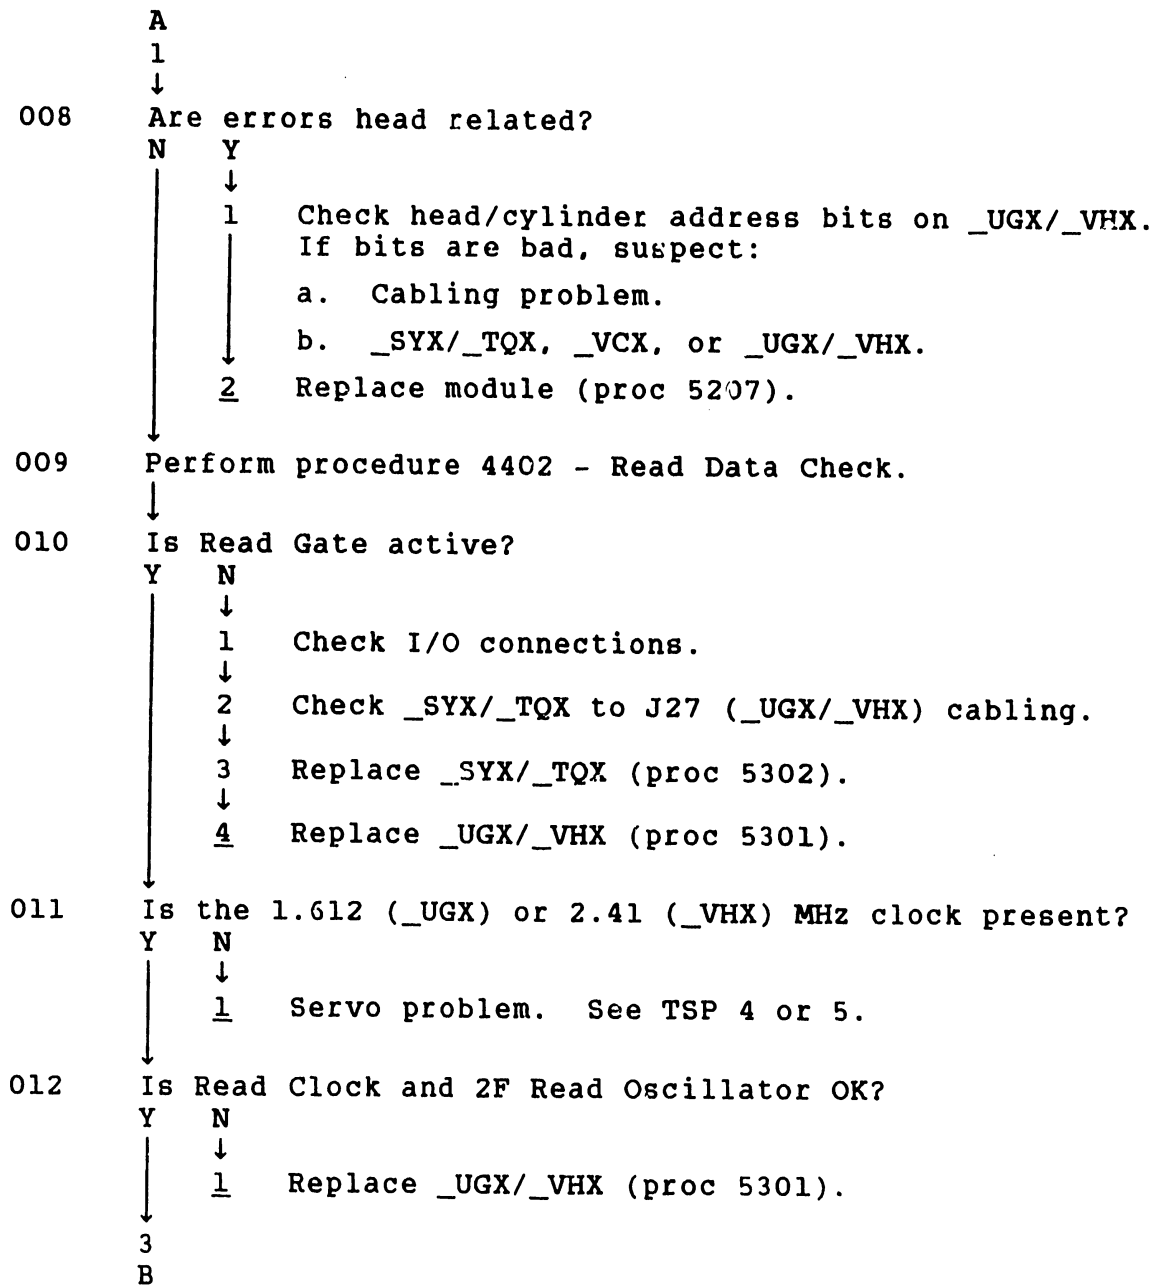 A
1
↓
008 Are errors head related?
N Y
↓
1 Check head/cylinder address bits on _UGX/_VHX.
If bits are bad, suspect:
a. Cabling problem.
b. _SYX/_TQX, _VCX, or _UGX/_VHX.
2 Replace module (proc 5207).
009 Perform procedure 4402 - Read Data Check.
↓
010 Is Read Gate active?
Y N
↓
1 Check I/O connections.
↓
2 Check _SYX/_TQX to J27 (_UGX/_VHX) cabling.
↓
3 Replace _SYX/_TQX (proc 5302).
↓
4 Replace _UGX/_VHX (proc 5301).
011 Is the 1.612 (_UGX) or 2.41 (_VHX) MHz clock present?
Y N
↓
1 Servo problem. See TSP 4 or 5.
012 Is Read Clock and 2F Read Oscillator OK?
Y N
↓
1 Replace _UGX/_VHX (proc 5301).
3
B